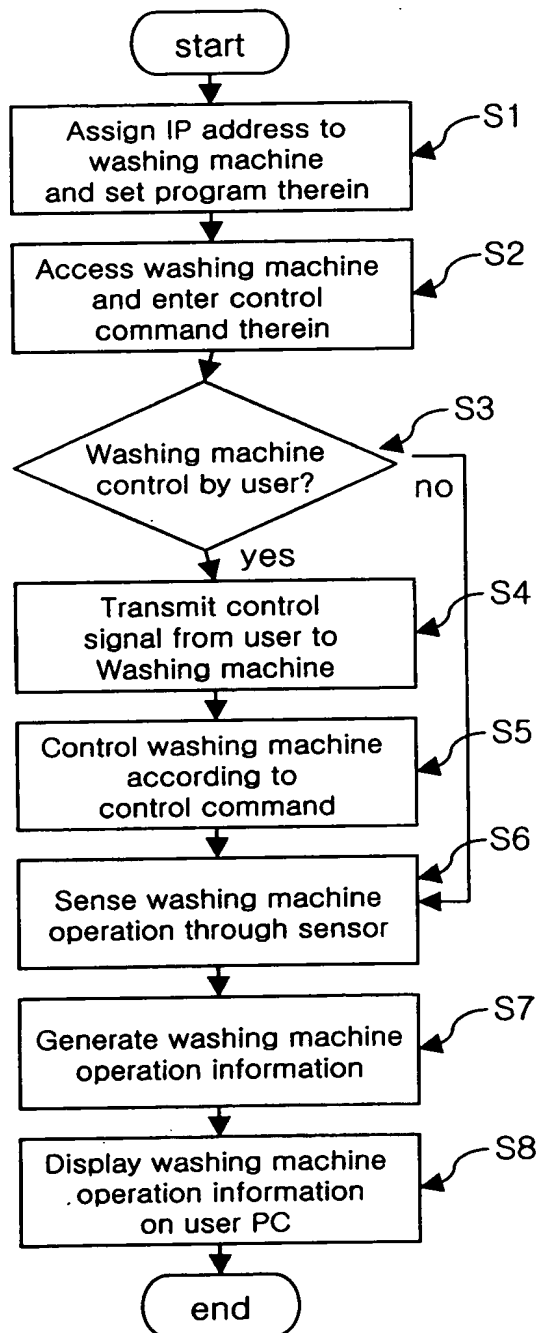 start
Assign IP address to
washing machine
and set program therein
S1
Access washing machine
and enter control
command therein
S2
Washing machine
control by user?
S3
no
yes
Transmit control
signal from user to
Washing machine
S4
Control washing machine
according to
control command
S5
Sense washing machine
operation through sensor
S6
Generate washing machine
operation information
S7
Display washing machine
operation information
on user PC
S8
end